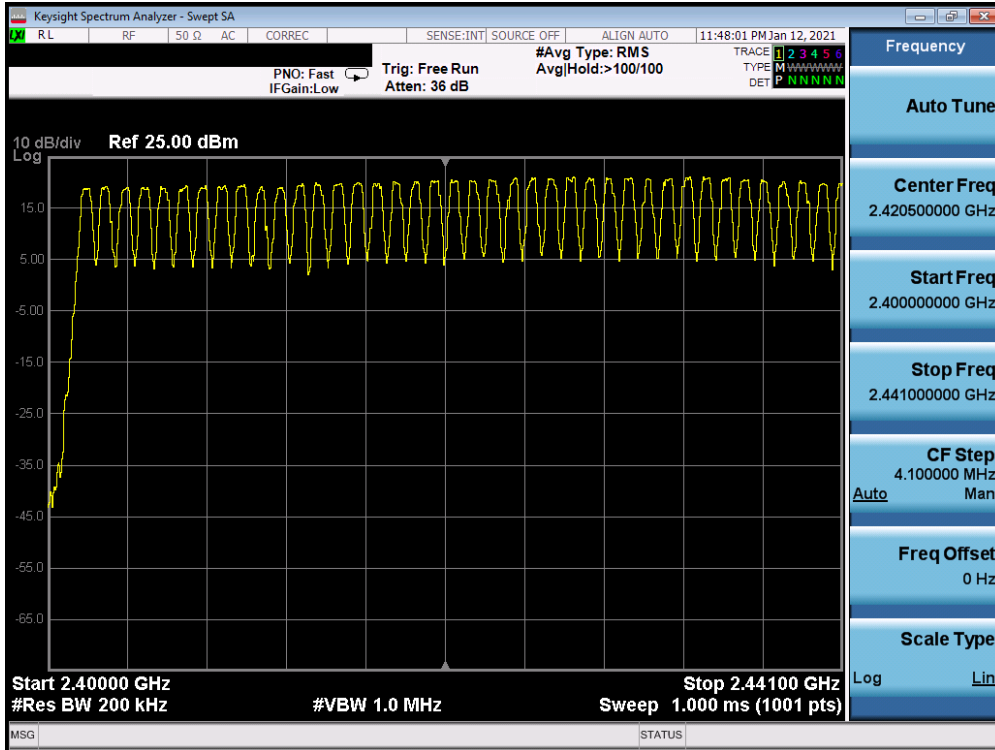 Keysight Spectrum Analyzer - Swept SA
LXI RL RF 50 Ω AC CORREC SENSE:INT SOURCE OFF ALIGN AUTO 11:48:01 PM Jan 12, 2021
#Avg Type: RMS TRACE 1 2 3 4 5 6
PNO: Fast Trig: Free Run Avg|Hold:>100/100 TYPE M WWWWW
IFGain:Low Atten: 36 dB DET P N N N N N
Frequency
Auto Tune
10 dB/div Ref 25.00 dBm
Log
15.0
5.00
-5.00
-15.0
-25.0
-35.0
-45.0
-55.0
-65.0
Center Freq
2.420500000 GHz
Start Freq
2.400000000 GHz
Stop Freq
2.441000000 GHz
CF Step
4.100000 MHz
Auto Man
Freq Offset
0 Hz
Scale Type
Log Lin
Start 2.40000 GHz Stop 2.44100 GHz
#Res BW 200 kHz #VBW 1.0 MHz Sweep 1.000 ms (1001 pts)
MSG STATUS